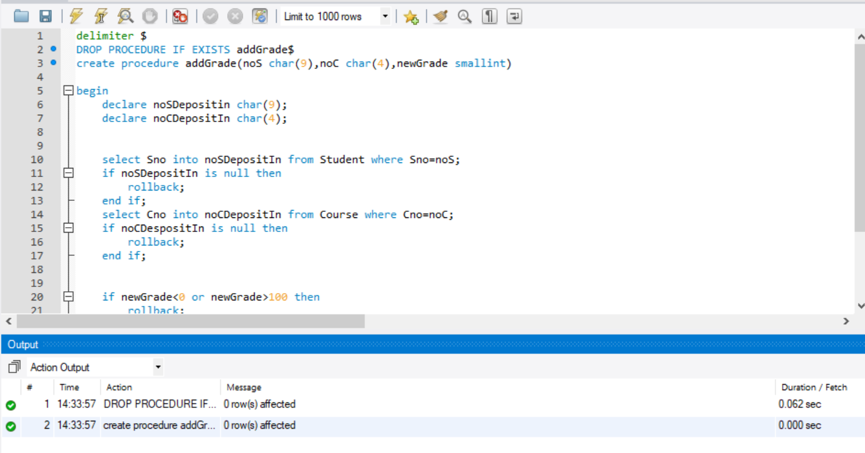 Limit to 1000 rows
1 delimiter $
2 DROP PROCEDURE IF EXISTS addGrade$
3 create procedure addGrade(noS char(9),noC char(4),newGrade smallint)
4
5 begin
6 declare noSDepositin char(9);
7 declare noCDepositIn char(4);
8
9
10 select Sno into noSDepositIn from Student where Sno=noS;
11 if noSDepositIn is null then
12 rollback;
13 end if;
14 select Cno into noCDepositIn from Course where Cno=noC;
15 if noCDespositIn is null then
16 rollback;
17 end if;
18
19
20 if newGrade<0 or newGrade>100 then
21 rollback;
Output
Action Output
# Time Action Message Duration / Fetch
1 14:33:57 DROP PROCEDURE IF... 0 row(s) affected 0.062 sec
2 14:33:57 create procedure addGr... 0 row(s) affected 0.000 sec